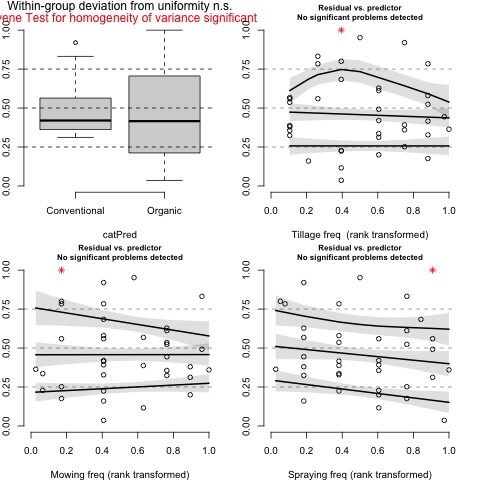 Within-group deviation from uniformity n.s.
vene Test for homogeneity of variance significant
1.00
0.75
0.50
0.25
0.00
Conventional
Organic
catPred
Residual vs. predictor
No significant problems detected
1.00
0.75
0.50
0.25
0.00
0.0 0.2 0.4 0.6 0.8 1.0
Tillage freq (rank transformed)
Residual vs. predictor
No significant problems detected
1.00
0.75
0.50
0.25
0.00
0.0 0.2 0.4 0.6 0.8 1.0
Mowing freq (rank transformed)
Residual vs. predictor
No significant problems detected
1.00
0.75
0.50
0.25
0.00
0.0 0.2 0.4 0.6 0.8 1.0
Spraying freq (rank transformed)